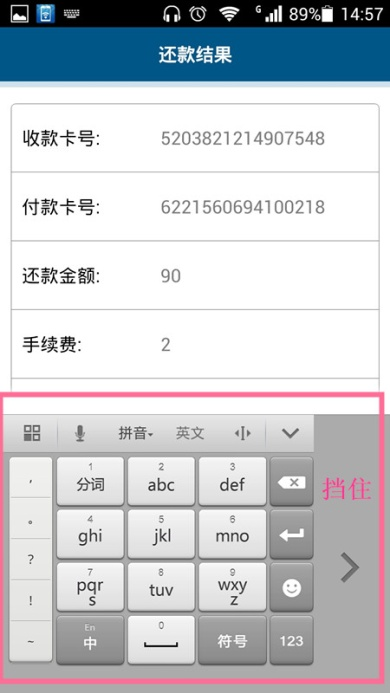 G 89% 14:57
还款结果
收款卡号: 5203821214907548
付款卡号: 6221560694100218
还款金额: 90
手续费: 2
拼音 英文
, 1 分词 2 abc 3 def 挡住
。 4 ghi 5 jkl 6 mno
? 7 pqrs 8 tuv 9 wxyz
!
~ En 中 0 符号 123